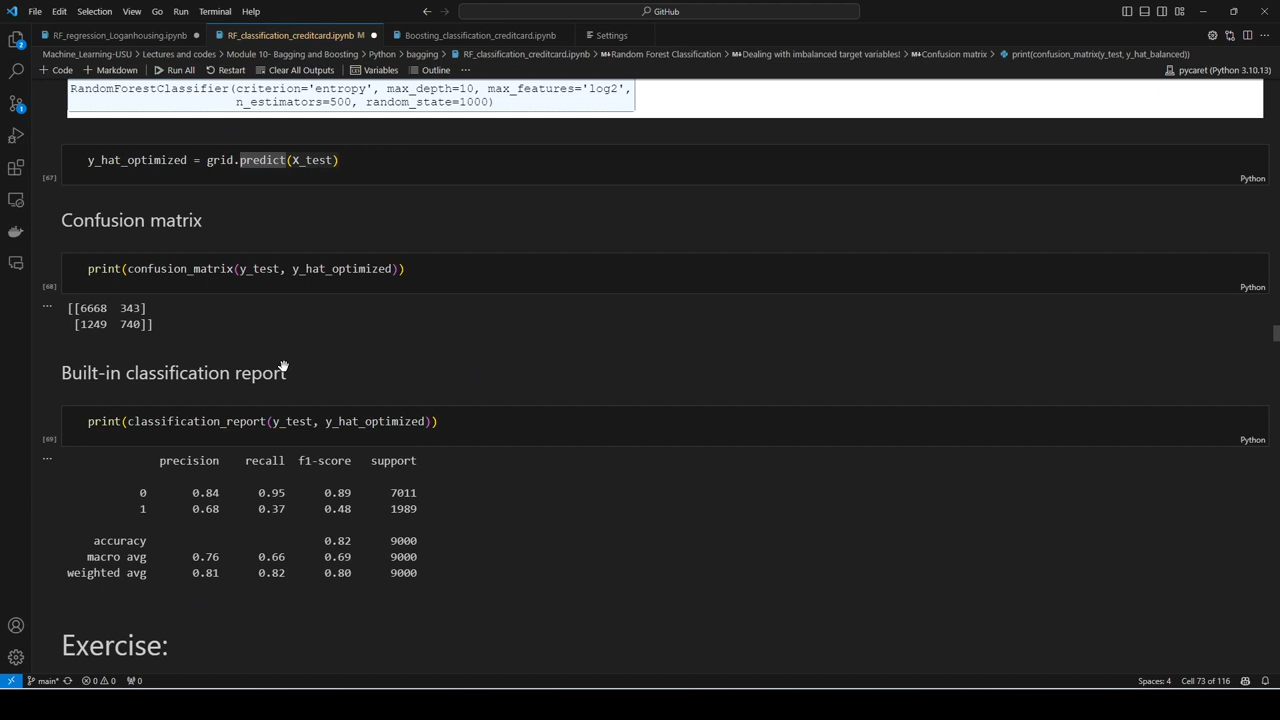 File Edit Selection View Go Run Terminal Help
GitHub
RF_regression_Loanhousing.ipynb
RF_classification_creditcard.ipynb M
Boosting_classification_creditcard.ipynb
Settings
Machine_Learning-USU > Lectures and codes > Module 10- Bagging and Boosting > Python > bagging > RF_classification_creditcard.ipynb > M↓Random Forest Classification > M↓Dealing with imbalanced target variables! > M↓Confusion matrix > print(confusion_matrix(y_test, y_hat_balanced))
+ Code + Markdown Run All Restart Clear All Outputs Variables Outline ...
pycaret (Python 3.10.13)
RandomForestClassifier(criterion='entropy', max_depth=10, max_features='log2',
n_estimators=500, random_state=1000)
y_hat_optimized = grid.predict(X_test)
[67]
Python
Confusion matrix
print(confusion_matrix(y_test, y_hat_optimized))
[68]
Python
... [[6668 343]
[1249 740]]
Built-in classification report
print(classification_report(y_test, y_hat_optimized))
[69]
Python
... precision recall f1-score support
0 0.84 0.95 0.89 7011
1 0.68 0.37 0.48 1989
accuracy 0.82 9000
macro avg 0.76 0.66 0.69 9000
weighted avg 0.81 0.82 0.80 9000
Exercise:
main* 0 0 0 Spaces: 4 Cell 73 of 116